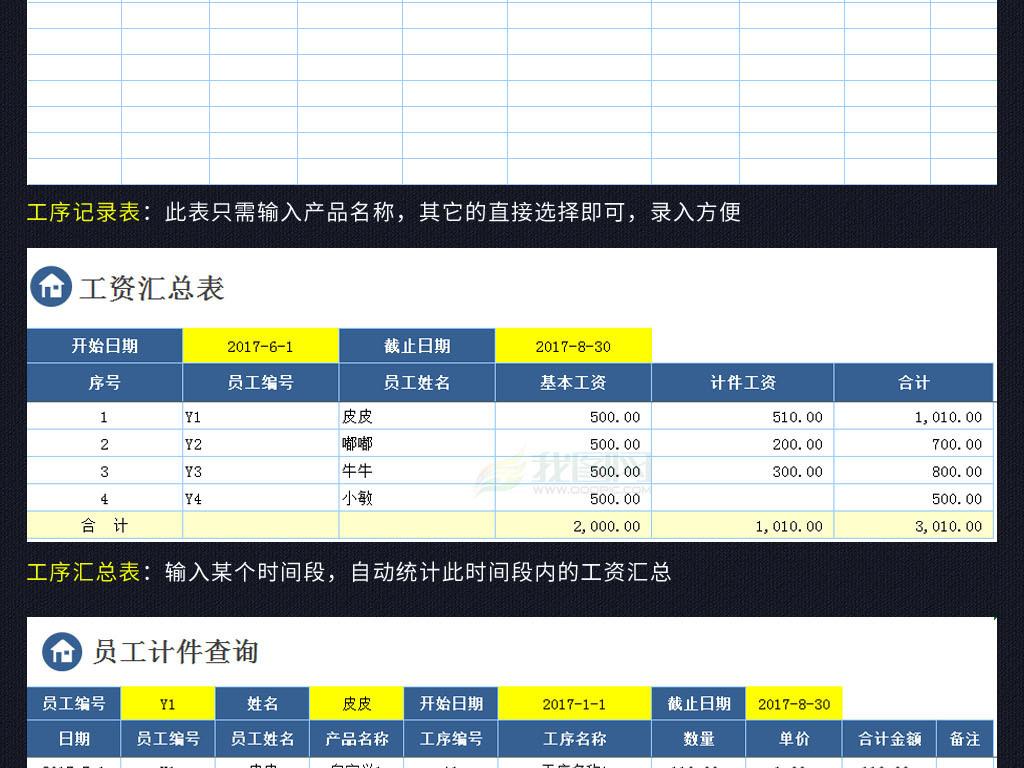 工序记录表：此表只需输入产品名称，其它的直接选择即可，录入方便
工资汇总表
开始日期 2017-6-1 截止日期 2017-8-30
序号 员工编号 员工姓名 基本工资 计件工资 合计
1 Y1 皮皮 500.00 510.00 1,010.00
2 Y2 嘟嘟 500.00 200.00 700.00
3 Y3 牛牛 500.00 300.00 800.00
4 Y4 小敏 500.00 500.00
合 计 2,000.00 1,010.00 3,010.00
我图网
工序汇总表：输入某个时间段，自动统计此时间段内的工资汇总
员工计件查询
员工编号 Y1 姓名 皮皮 开始日期 2017-1-1 截止日期 2017-8-30
日期 员工编号 员工姓名 产品名称 工序编号 工序名称 数量 单价 合计金额 备注